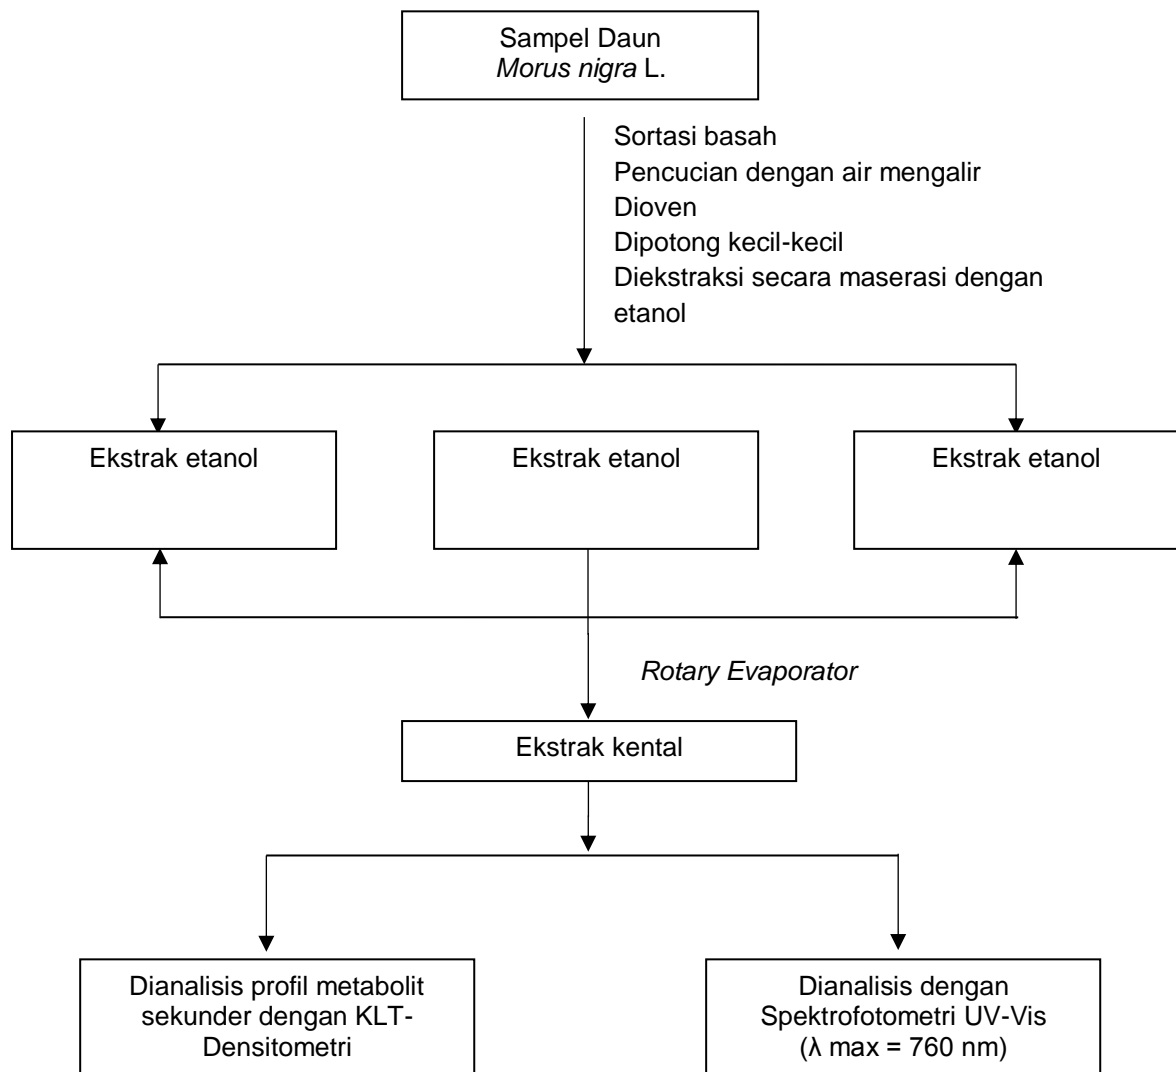 Sampel Daun
Morus nigra L.
Sortasi basah
Pencucian dengan air mengalir
Dioven
Dipotong kecil-kecil
Diekstraksi secara maserasi dengan
etanol
Ekstrak etanol
Ekstrak etanol
Ekstrak etanol
Rotary Evaporator
Ekstrak kental
Dianalisis profil metabolit
sekunder dengan KLT-
Densitometri
Dianalisis dengan
Spektrofotometri UV-Vis
(λ max = 760 nm)